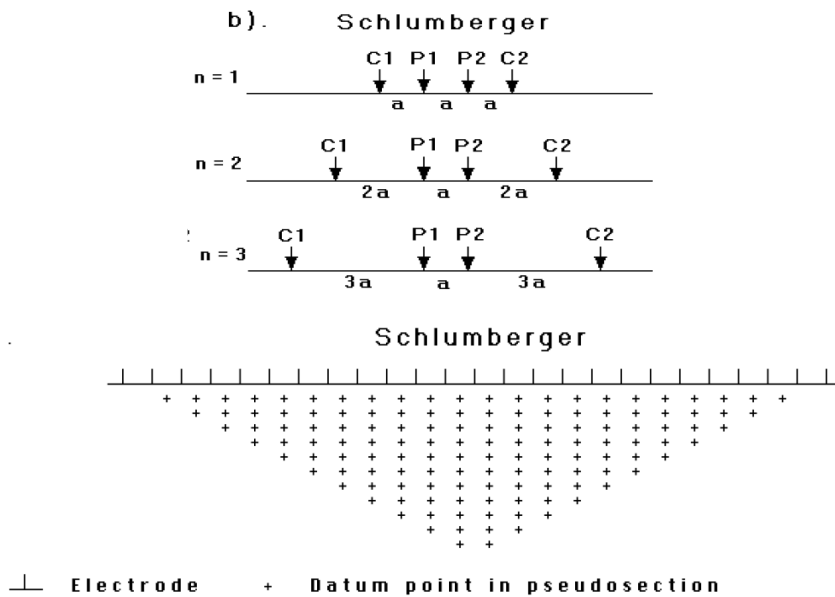 b). Schlumberger
C1 P1 P2 C2
n = 1
a a a
C1 P1 P2 C2
n = 2
2a a 2a
C1 P1 P2 C2
n = 3
3a a 3a
Schlumberger
Electrode + Datum point in pseudosection